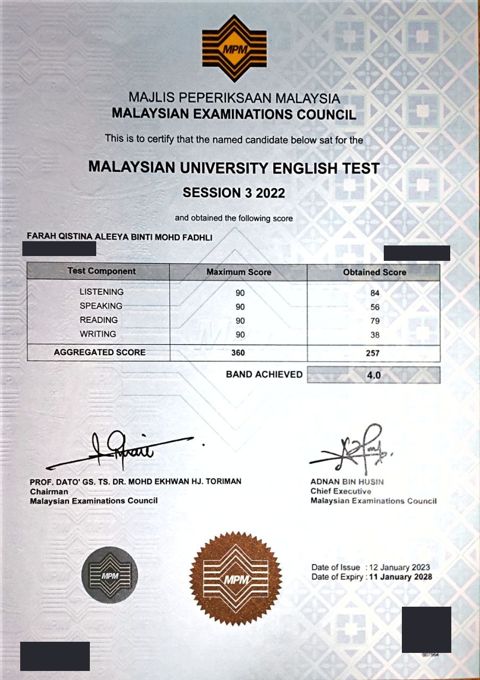 MPM
MAJLIS PEPERIKSAAN MALAYSIA
MALAYSIAN EXAMINATIONS COUNCIL
This is to certify that the named candidate below sat for the
MALAYSIAN UNIVERSITY ENGLISH TEST
SESSION 3 2022
and obtained the following score
FARAH QISTINA ALEEYA BINTI MOHD FADHLI
Test Component Maximum Score Obtained Score
LISTENING 90 84
SPEAKING 90 56
READING 90 79
WRITING 90 38
AGGREGATED SCORE 360 257
BAND ACHIEVED 4.0
PROF. DATO' GS. TS. DR. MOHD EKHWAN HJ. TORIMAN
Chairman
Malaysian Examinations Council
ADNAN BIN HUSIN
Chief Executive
Malaysian Examinations Council
MPM
MPM
Date of Issue : 12 January 2023
Date of Expiry : 11 January 2028